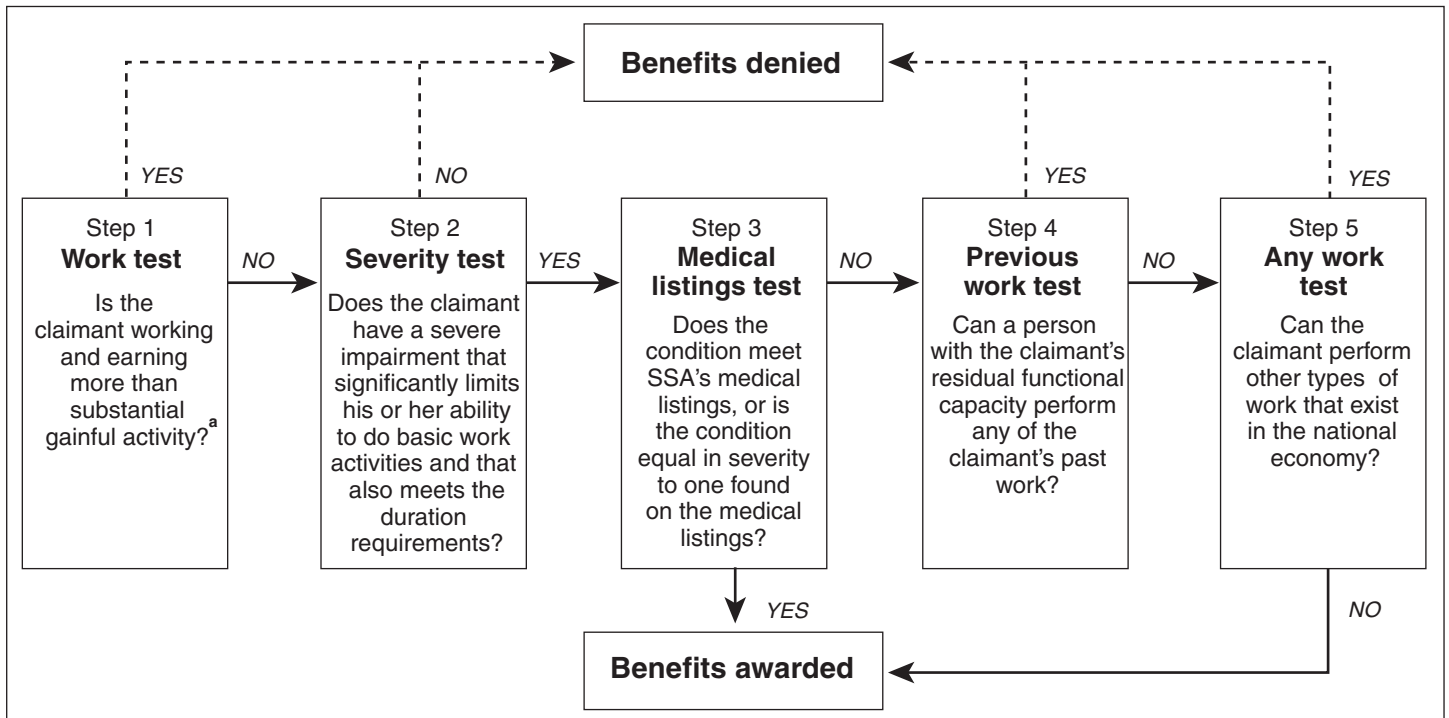 Benefits denied
YES
NO
YES
YES
Step 1
Work test
Is the
claimant working
and earning
more than
substantial
gainful activity?a
NO
Step 2
Severity test
Does the claimant
have a severe
impairment that
significantly limits
his or her ability
to do basic work
activities and that
also meets the
duration
requirements?
YES
Step 3
Medical
listings test
Does the
condition meet
SSA's medical
listings, or is
the condition
equal in severity
to one found
on the medical
listings?
NO
Step 4
Previous
work test
Can a person
with the claimant's
residual functional
capacity perform
any of the
claimant's past
work?
NO
Step 5
Any work
test
Can the
claimant perform
other types of
work that exist
in the national
economy?
YES
NO
Benefits awarded